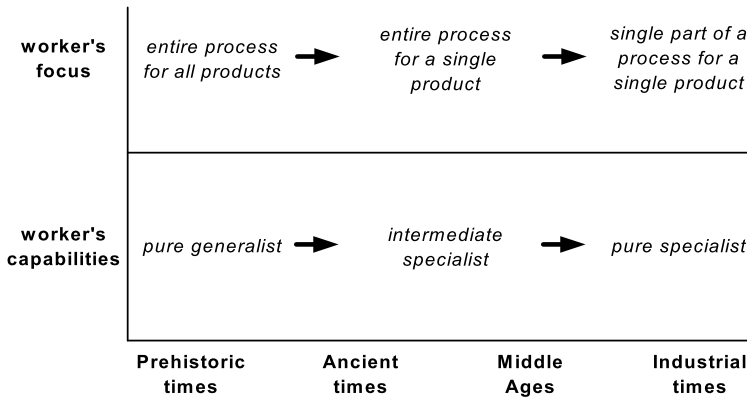 worker's
focus
entire process
for all products
entire process
for a single
product
single part of a
process for a
single product
worker's
capabilities
pure generalist
intermediate
specialist
pure specialist
Prehistoric
times
Ancient
times
Middle
Ages
Industrial
times